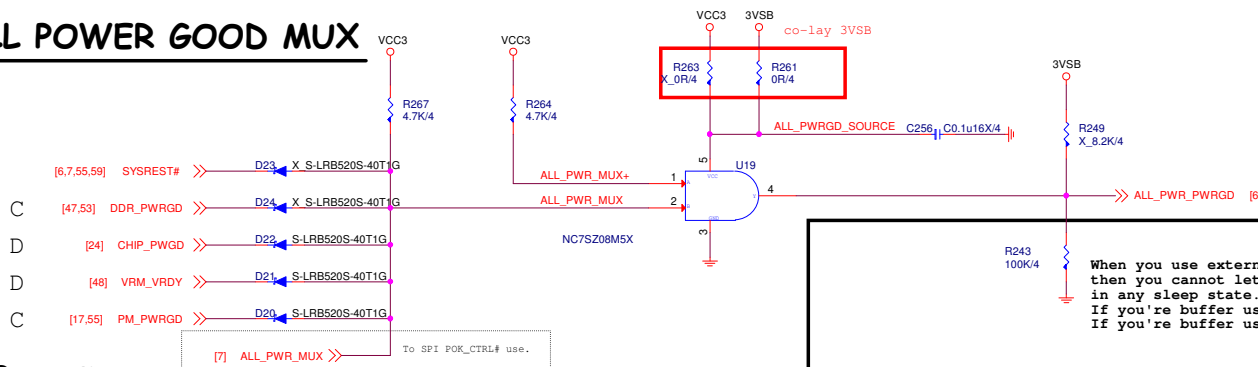 LL POWER GOOD MUX
VCC3
VCC3
VCC3
3VSB
co-lay 3VSB
R263
X_0R/4
R261
0R/4
3VSB
R267
4.7K/4
R264
4.7K/4
ALL_PWRGD_SOURCE
C256
C0.1u16X/4
R249
X_8.2K/4
5
U19
VCC
[6,7,55,59] SYSREST#
D23
X_S-LRB520S-40T1G
ALL_PWR_MUX+
1
A
4
Y
ALL_PWR_PWRGD [6
C
[47,53] DDR_PWRGD
D24
X_S-LRB520S-40T1G
ALL_PWR_MUX
2
B
GND
3
NC7SZ08M5X
D
[24] CHIP_PWGD
D22
S-LRB520S-40T1G
R243
100K/4
D
[48] VRM_VRDY
D21
S-LRB520S-40T1G
C
[17,55] PM_PWRGD
D20
S-LRB520S-40T1G
When you use extern
then you cannot let
in any sleep state.
If you're buffer us
If you're buffer us
[7] ALL_PWR_MUX
To SPI POK_CTRL# use.